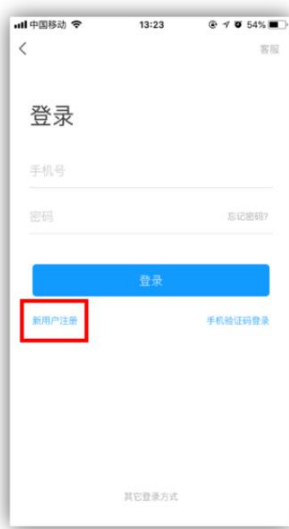 中国移动 13:23 54%
客服
登录
手机号
密码 忘记密码?
登录
新用户注册 手机验证码登录
其它登录方式